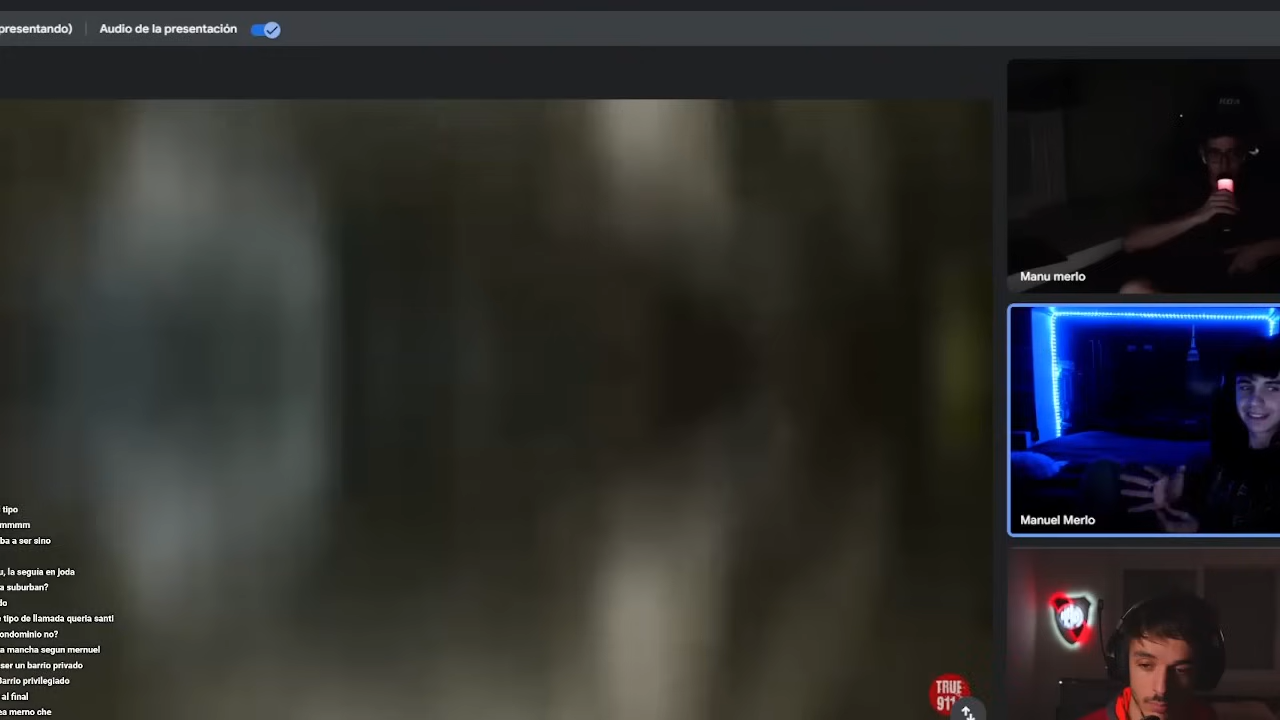 presentando)
Audio de la presentación
Manu merlo
Manuel Merlo
tipo
mmmm
ba a ser sino
, la seguia en joda
a suburban?
do
tipo de llamada queria santi
ondominio no?
a mancha segun mernuel
ser un barrio privado
Barrio privilegiado
al final
ea memo che
TRUE
911